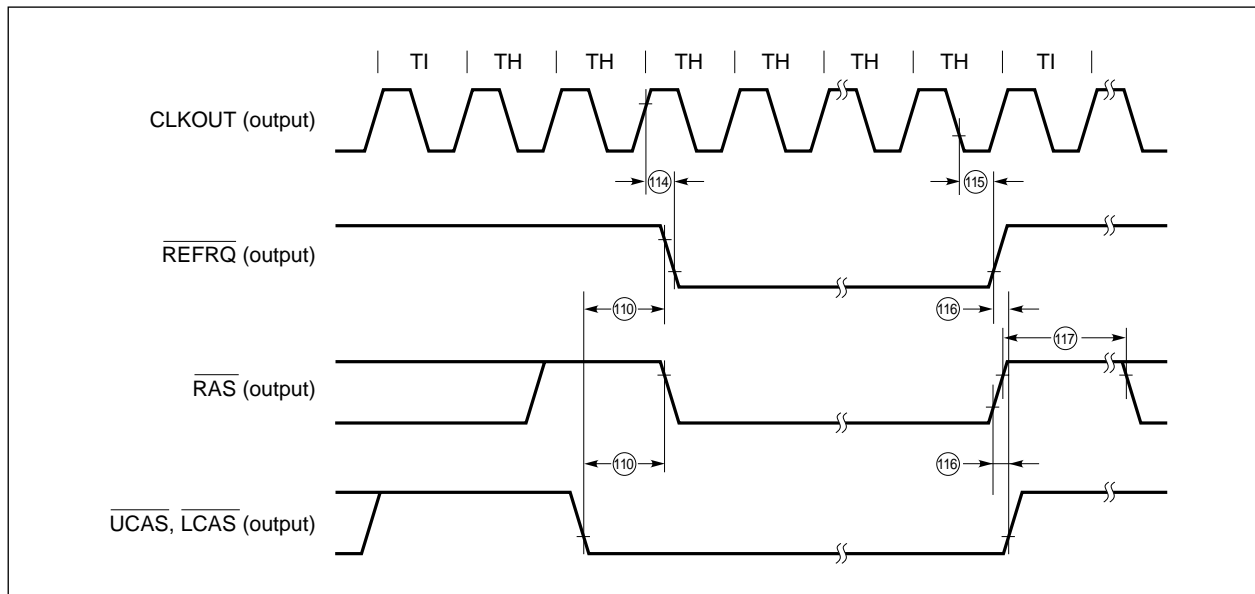 TI TH TH TH TH TH TH TI
CLKOUT (output)
114 115
REFRQ (output)
110 116
117
RAS (output)
110 116
UCAS, LCAS (output)